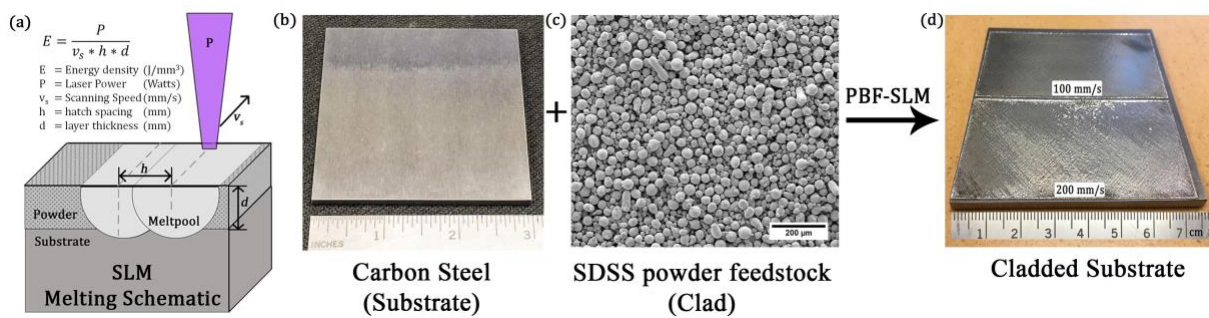 (a)
E = P / (v_s * h * d)
E = Energy density (J/mm³)
P = Laser Power (Watts)
v_s = Scanning Speed (mm/s)
h = hatch spacing (mm)
d = layer thickness (mm)
P
v_s
h
Powder
Meltpool
d
Substrate
SLM
Melting Schematic
(b)
INCHES 1 2 3
Carbon Steel
(Substrate)
+
(c)
200 µm
SDSS powder feedstock
(Clad)
PBF-SLM
(d)
100 mm/s
200 mm/s
1 2 3 4 5 6 7 cm
Cladded Substrate